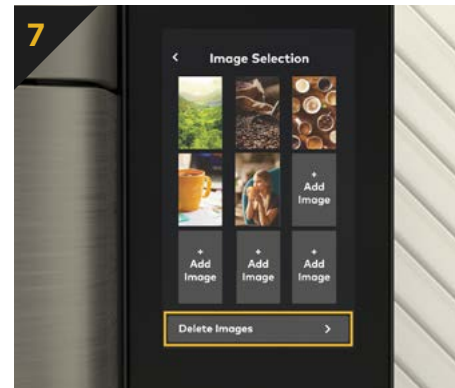 7
< Image Selection
+
Add
Image
+
Add
Image
+
Add
Image
+
Add
Image
Delete Images >